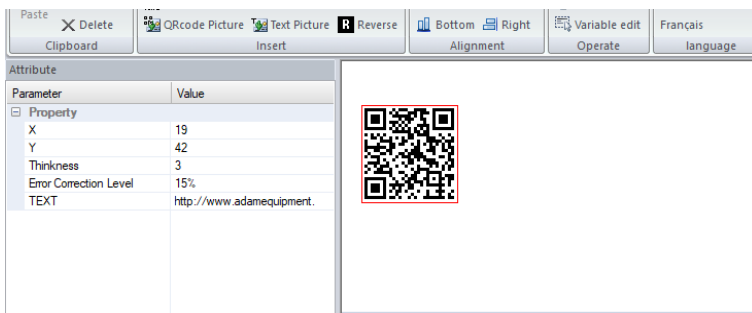 Paste
Delete
QRcode Picture Text Picture R Reverse
Bottom Right
Variable edit
Français
Clipboard Insert Alignment Operate language
Attribute
Parameter Value
Property
X 19
Y 42
Thinkness 3
Error Correction Level 15%
TEXT http://www.adamequipment.